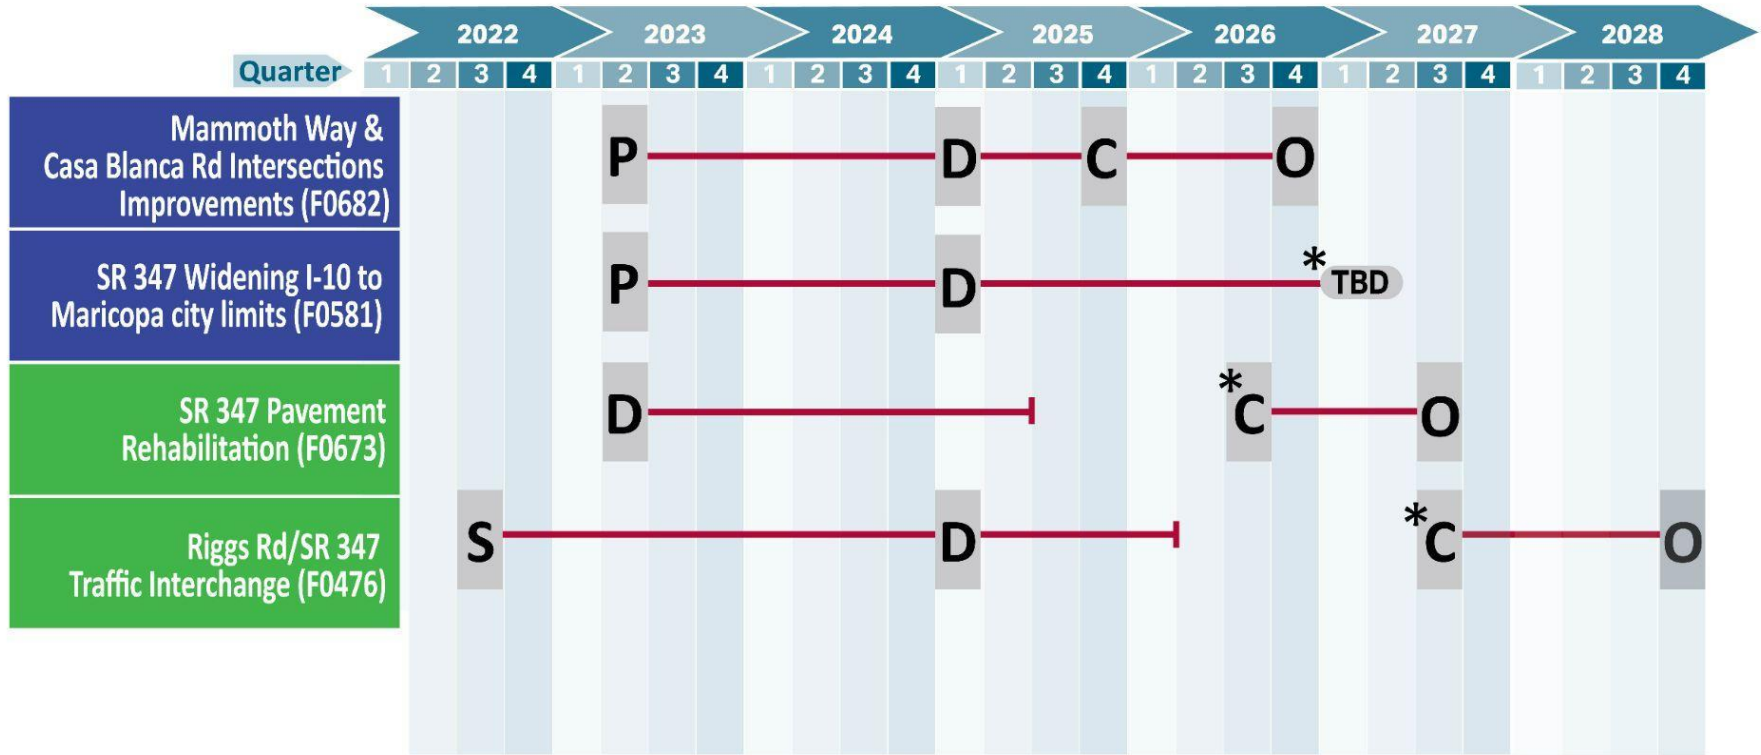 2022 2023 2024 2025 2026 2027 2028
Quarter 1 2 3 4 1 2 3 4 1 2 3 4 1 2 3 4 1 2 3 4 1 2 3 4 1 2 3 4
Mammoth Way &
Casa Blanca Rd Intersections
Improvements (F0682)
P D C O
SR 347 Widening I-10 to
Maricopa city limits (F0581)
P D * TBD
SR 347 Pavement
Rehabilitation (F0673)
D * C O
Riggs Rd/SR 347
Traffic Interchange (F0476)
S D * C O